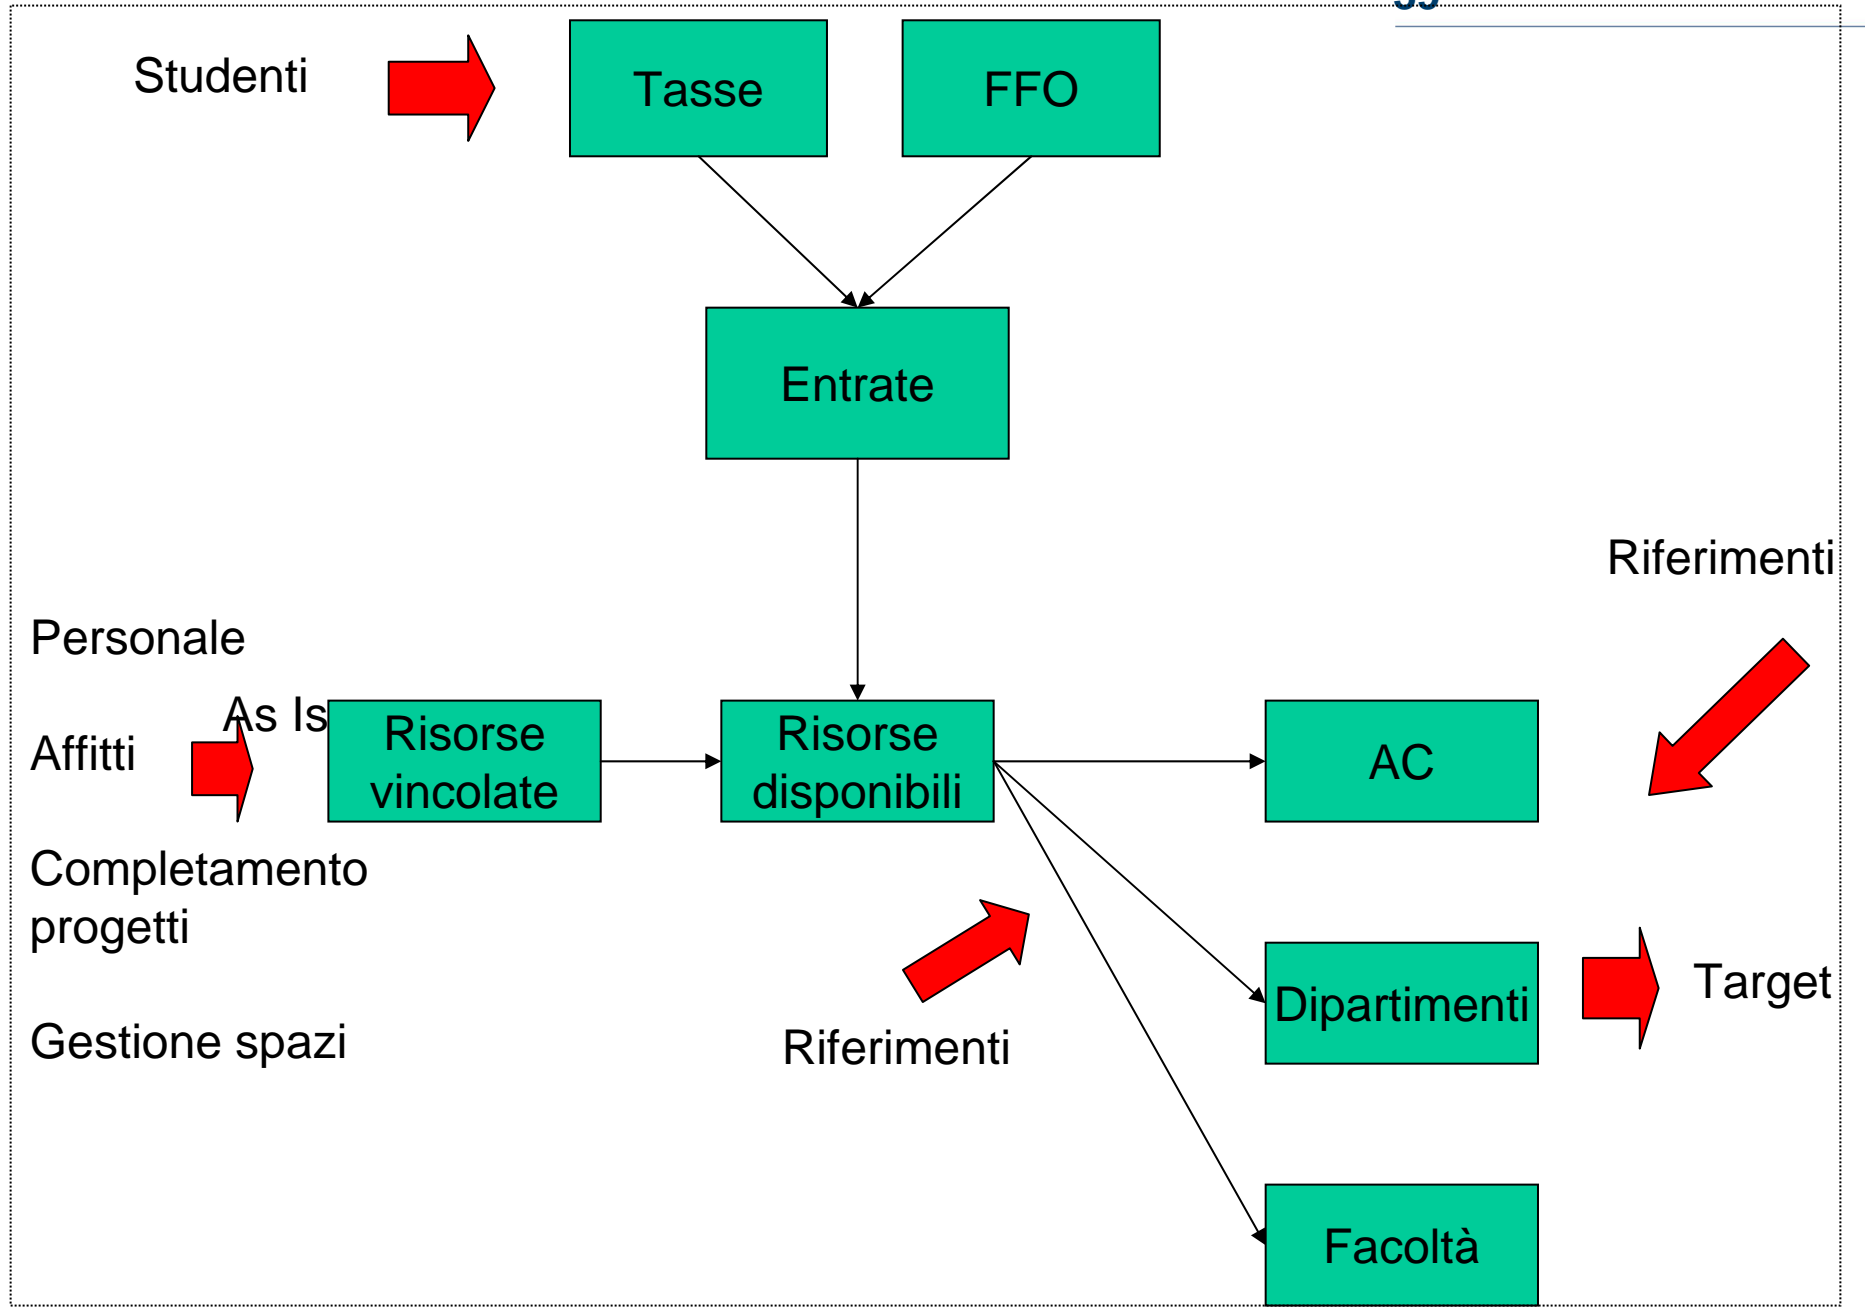 Studenti
Tasse
FFO
Entrate
Riferimenti
Personale
As Is
Affitti
Risorse
vincolate
Risorse
disponibili
AC
Completamento
progetti
Gestione spazi
Riferimenti
Dipartimenti
Target
Facoltà